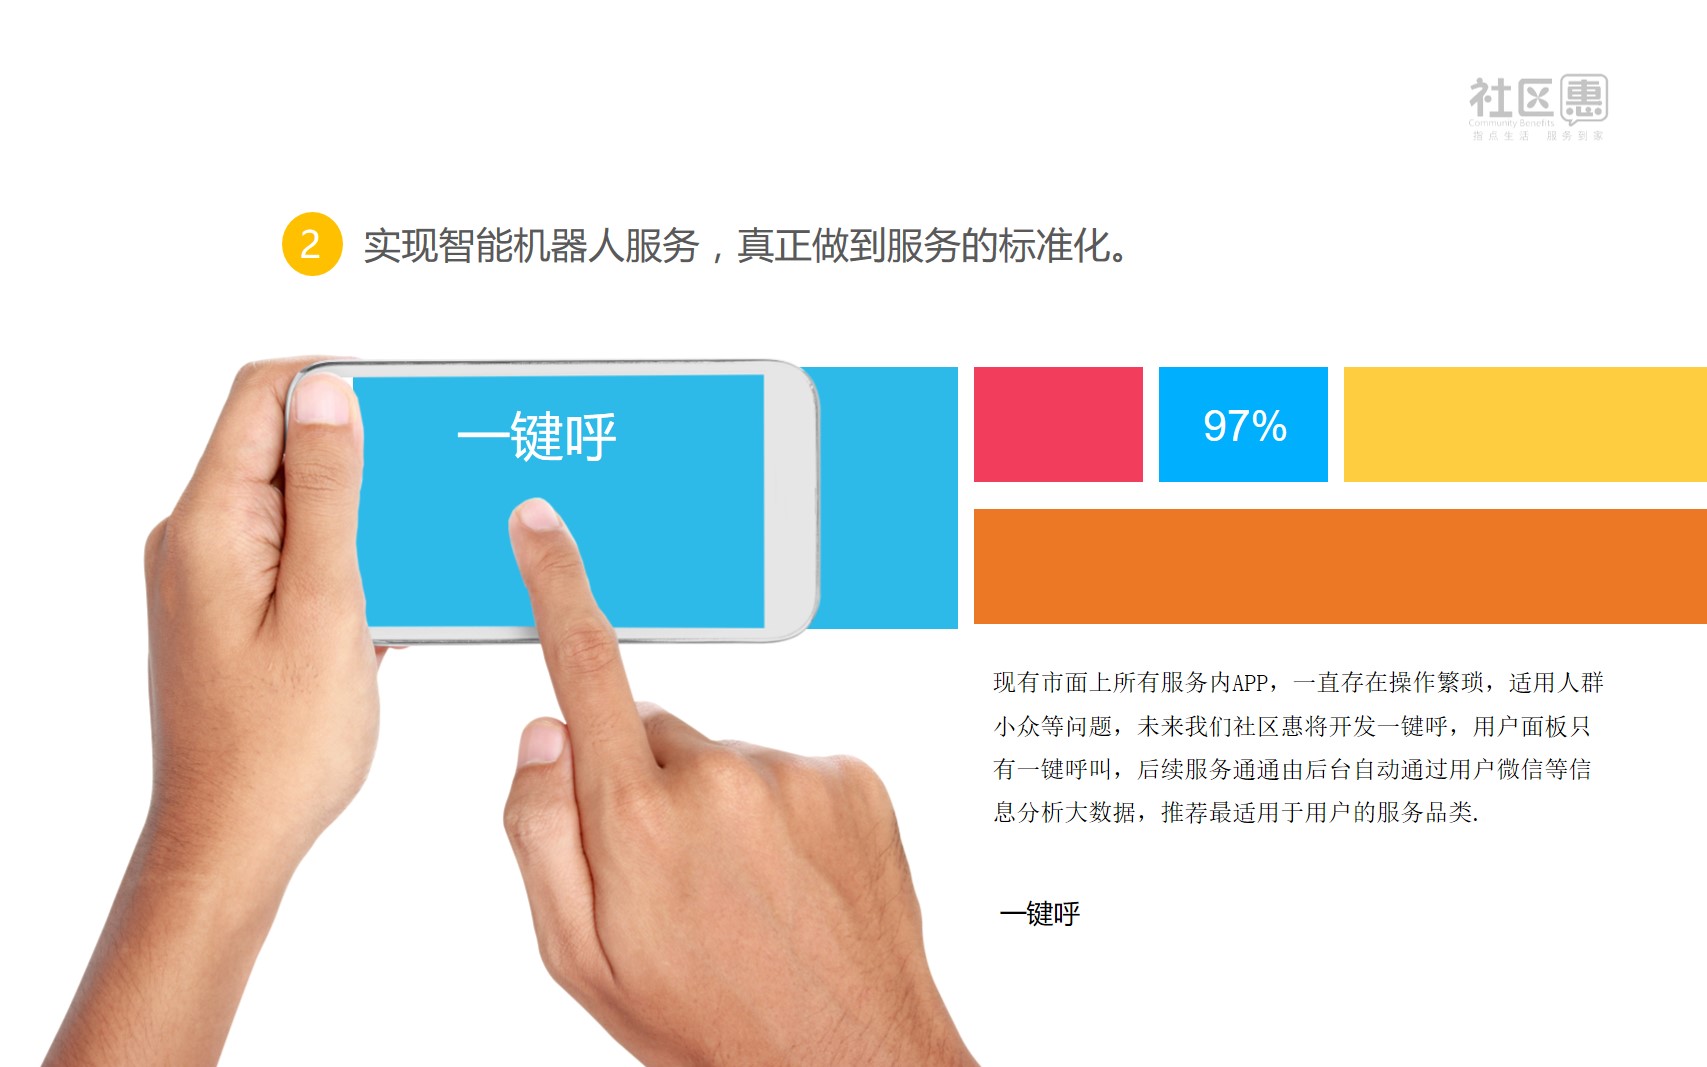 社区惠
Community Benefits
指点生活 服务到家
2 实现智能机器人服务，真正做到服务的标准化。
一键呼
97%
现有市面上所有服务内APP，一直存在操作繁琐，适用人群
小众等问题，未来我们社区惠将开发一键呼，用户面板只
有一键呼叫，后续服务通通由后台自动通过用户微信等信
息分析大数据，推荐最适用于用户的服务品类.
一键呼